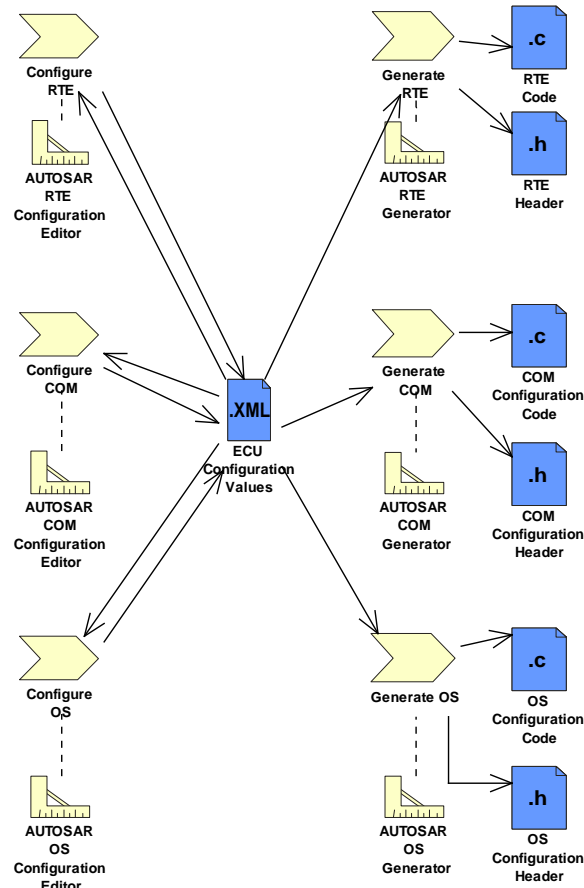 Configure
RTE
AUTOSAR
RTE
Configuration
Editor
Generate
RTE
AUTOSAR
RTE
Generator
.c
RTE
Code
.h
RTE
Header
Configure
COM
AUTOSAR
COM
Configuration
Editor
.XML
ECU
Configuration
Values
Generate
COM
AUTOSAR
COM
Generator
.c
COM
Configuration
Code
.h
COM
Configuration
Header
Configure
OS
AUTOSAR
OS
Configuration
Editor
Generate OS
AUTOSAR
OS
Generator
.c
OS
Configuration
Code
.h
OS
Configuration
Header